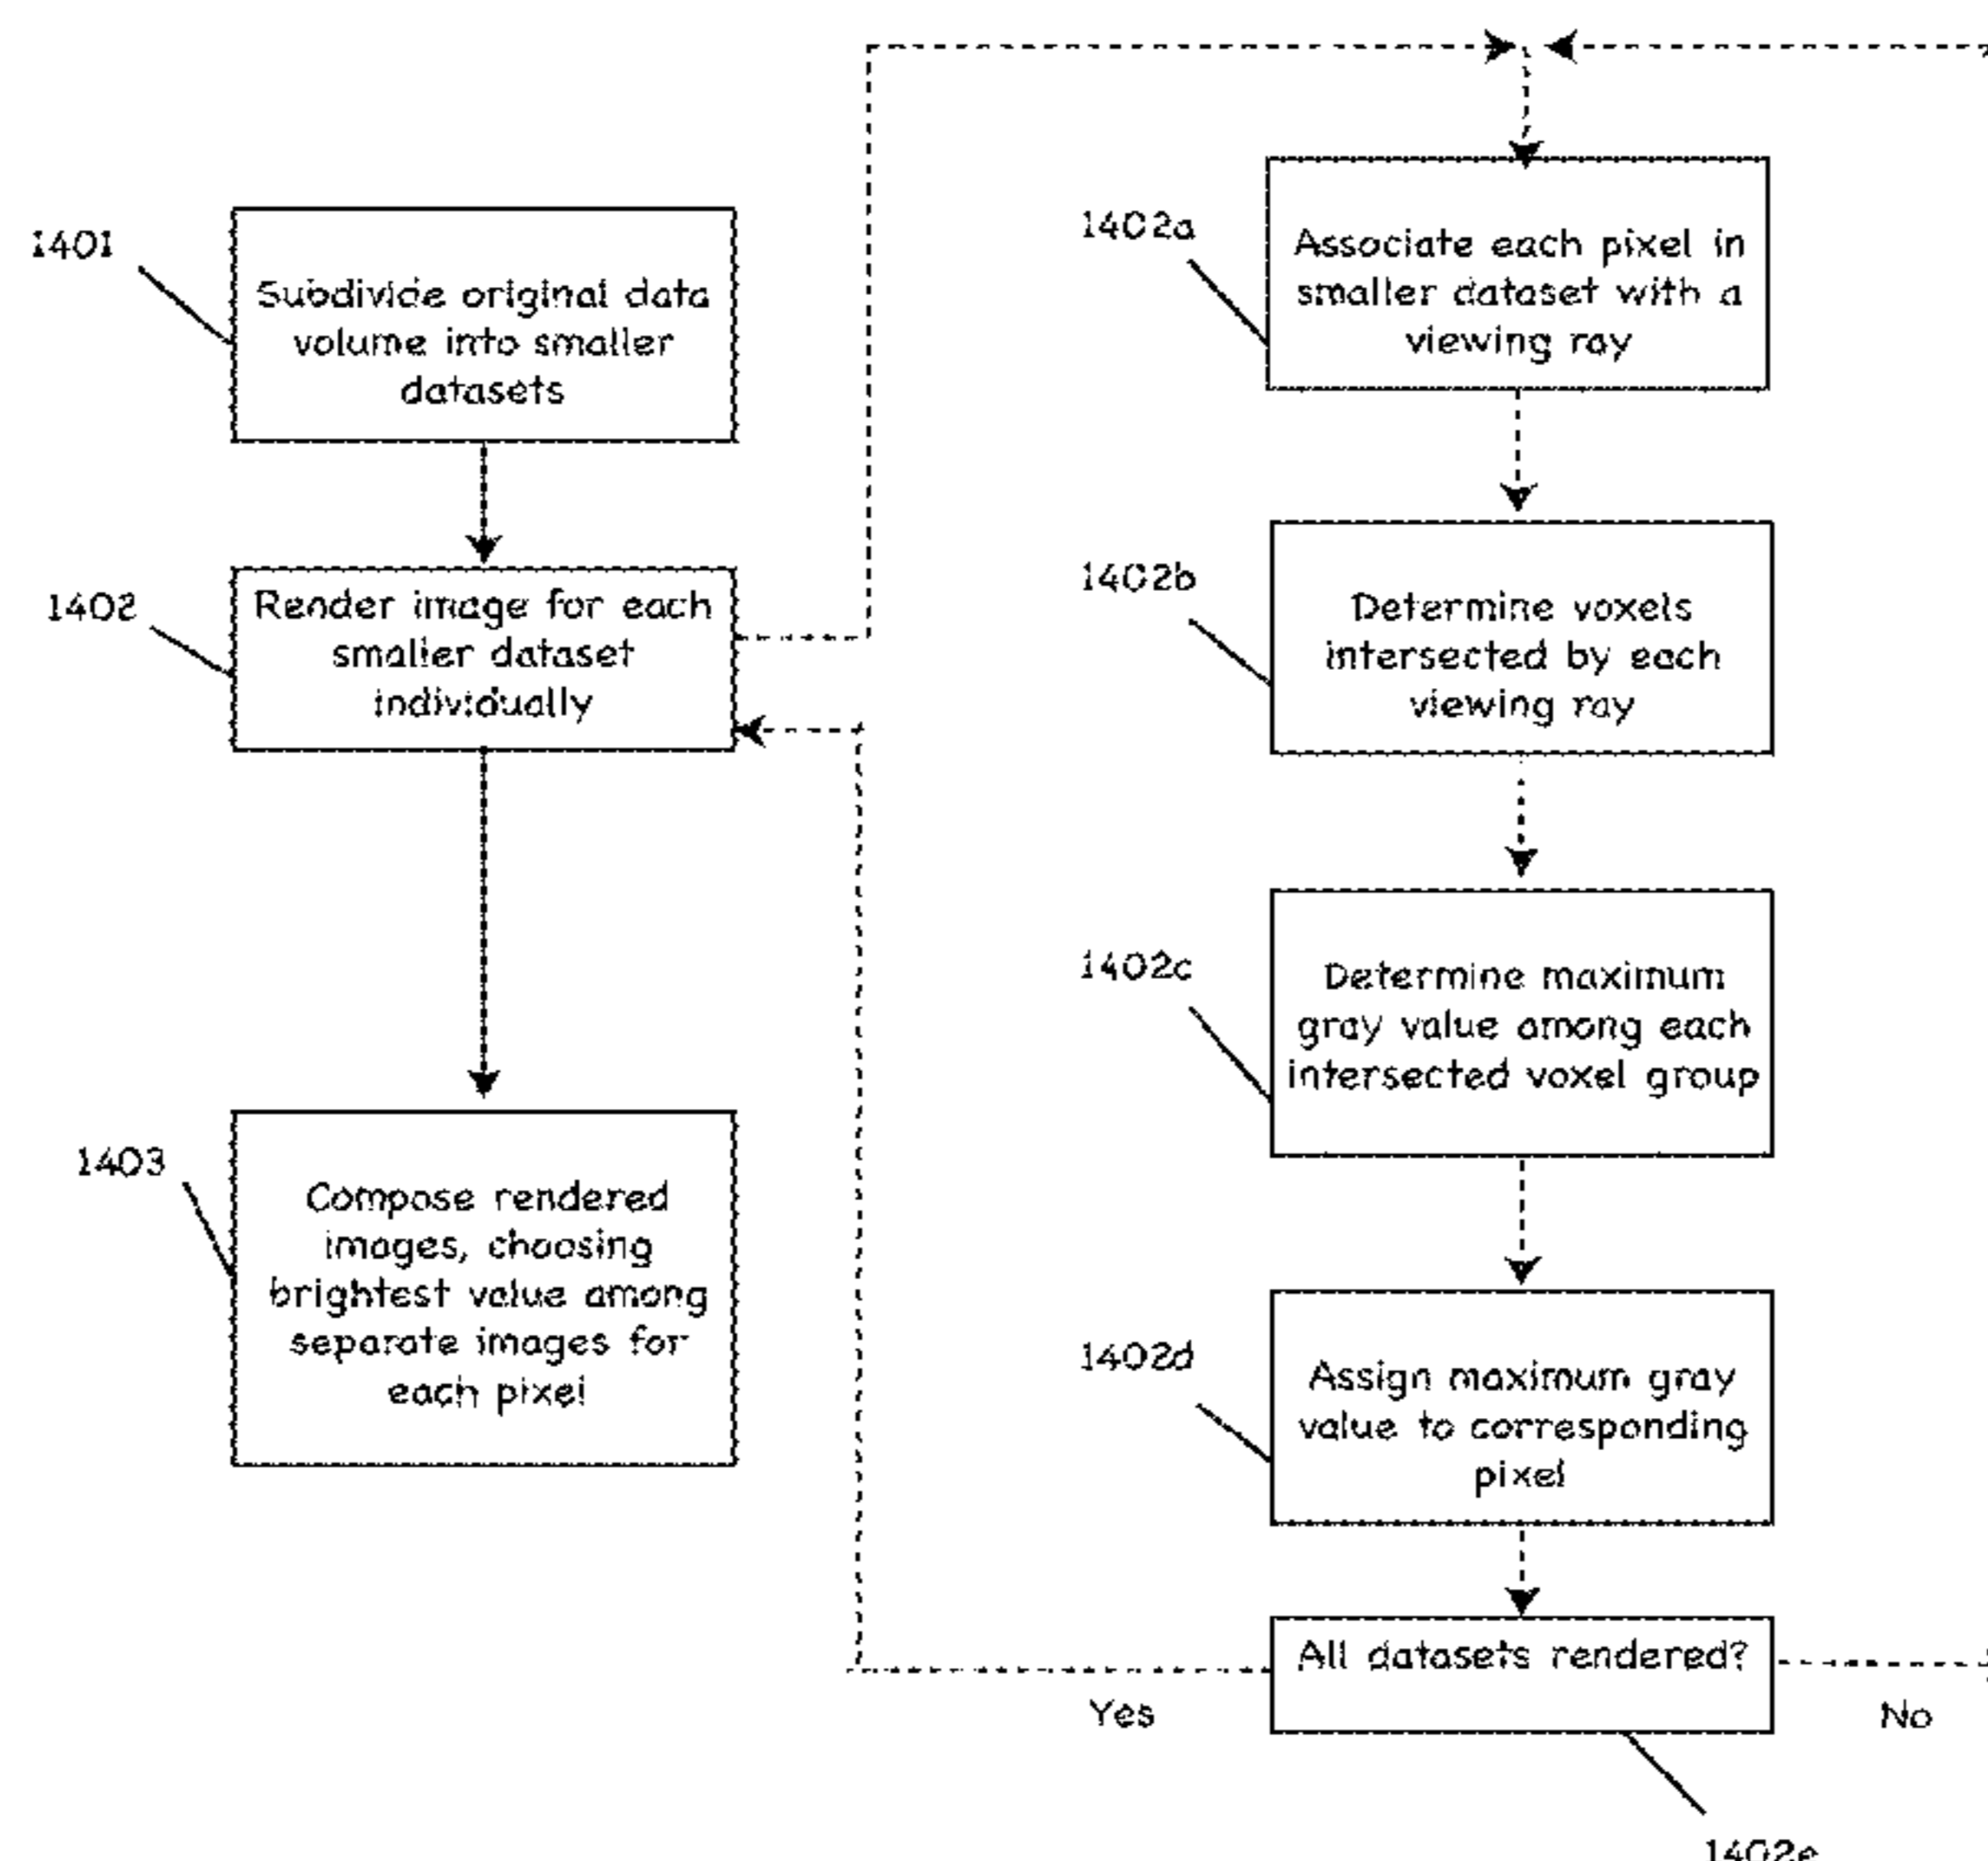 1401
Subdivide original data
volume into smaller
datasets
1402
Render image for each
smaller dataset
individually
1403
Compose rendered
images, choosing
brightest value among
separate images for
each pixel
1402a
Associate each pixel in
smaller dataset with a
viewing ray
1402b
Determine voxels
intersected by each
viewing ray
1402c
Determine maximum
gray value among each
intersected voxel group
1402d
Assign maximum gray
value to corresponding
pixel
All datasets rendered?
Yes
No
1402e